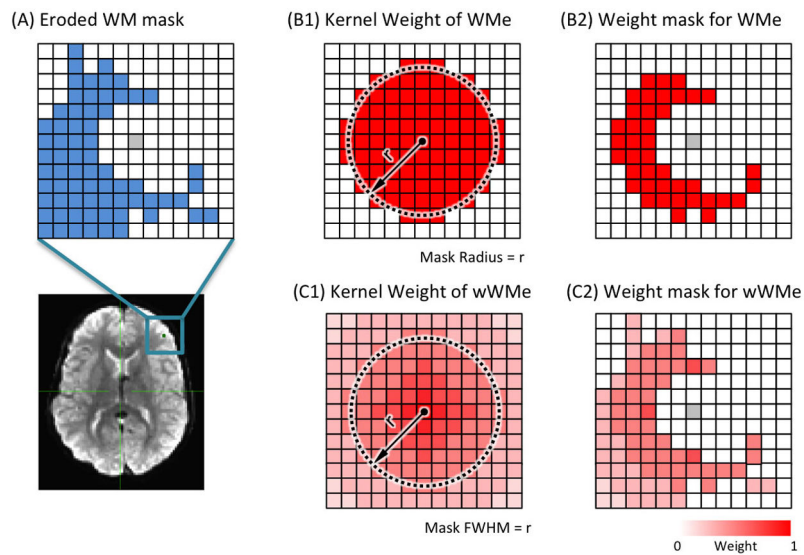 (A) Eroded WM mask
(B1) Kernel Weight of WMe
(B2) Weight mask for WMe
r
Mask Radius = r
(C1) Kernel Weight of wWMe
(C2) Weight mask for wWMe
r
Mask FWHM = r
0 Weight 1